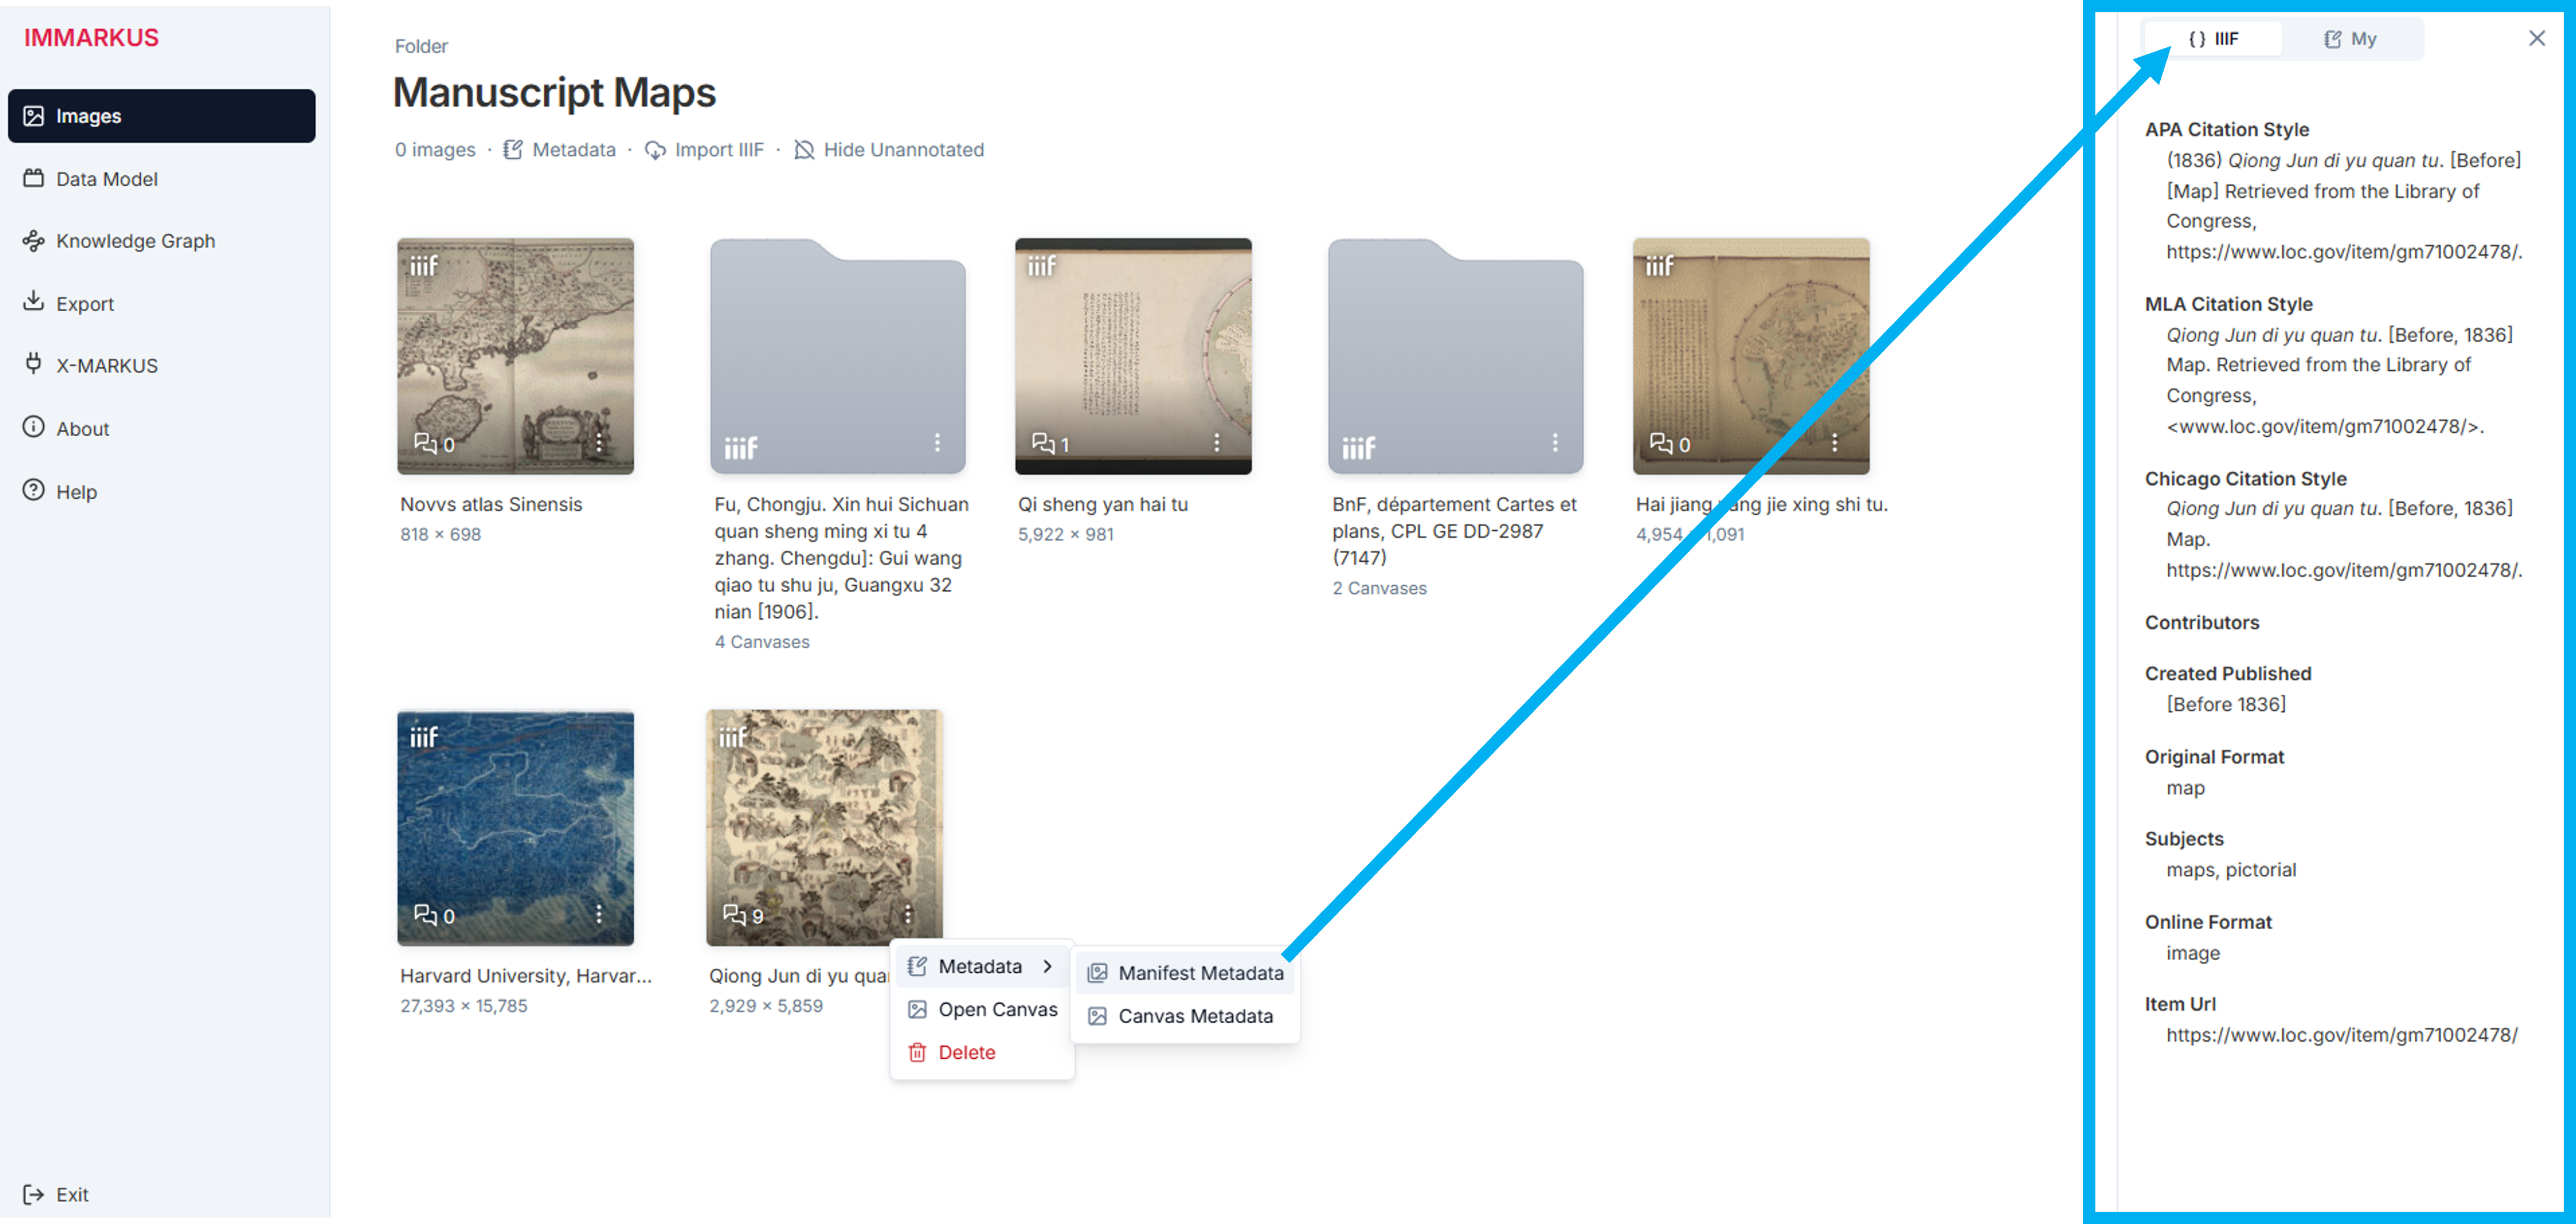 IMMARKUS
Images
Data Model
Knowledge Graph
Export
X-MARKUS
About
Help
Exit
Folder
Manuscript Maps
0 images · Metadata · Import IIIF · Hide Unannotated
iiif
0
Novvs atlas Sinensis
818 × 698
iiif
Fu, Chongju. Xin hui Sichuan
quan sheng ming xi tu 4
zhang. Chengdu]: Gui wang
qiao tu shu ju, Guangxu 32
nian [1906].
4 Canvases
iiif
1
Qi sheng yan hai tu
5,922 × 981
iiif
BnF, département Cartes et
plans, CPL GE DD-2987
(7147)
2 Canvases
iiif
0
Hai jiang jie xing shi tu.
4,954 1,091
iiif
0
Harvard University, Harvar...
27,393 × 15,785
iiif
9
Qiong Jun di yu qua
2,929 × 5,859
Metadata
Open Canvas
Delete
Manifest Metadata
Canvas Metadata
{ } IIIF
My
APA Citation Style
(1836) Qiong Jun di yu quan tu. [Before]
[Map] Retrieved from the Library of
Congress,
https://www.loc.gov/item/gm71002478/.
MLA Citation Style
Qiong Jun di yu quan tu. [Before, 1836]
Map. Retrieved from the Library of
Congress,
<www.loc.gov/item/gm71002478/>.
Chicago Citation Style
Qiong Jun di yu quan tu. [Before, 1836]
Map.
https://www.loc.gov/item/gm71002478/.
Contributors
Created Published
[Before 1836]
Original Format
map
Subjects
maps, pictorial
Online Format
image
Item Url
https://www.loc.gov/item/gm71002478/